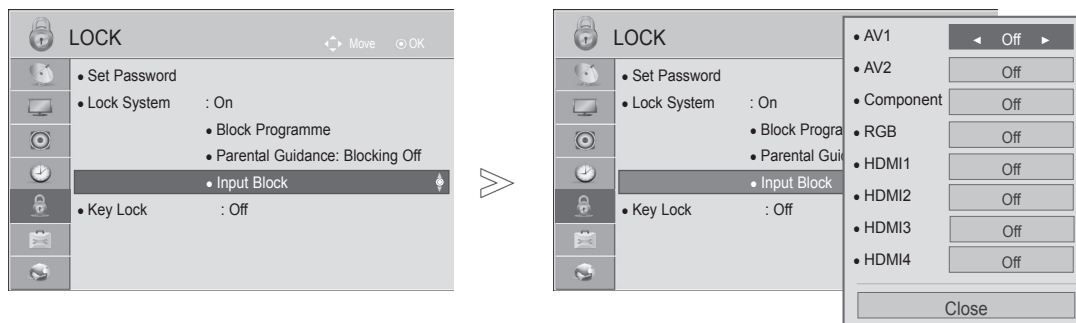 LOCK
Move OK
• Set Password
• Lock System : On
• Block Programme
• Parental Guidance: Blocking Off
• Input Block
• Key Lock : Off
LOCK
• Set Password
• Lock System : On
• Block Progra
• Parental Guid
• Input Block
• Key Lock : Off
• AV1 ◄ Off ►
• AV2 Off
• Component Off
• RGB Off
• HDMI1 Off
• HDMI2 Off
• HDMI3 Off
• HDMI4 Off
Close